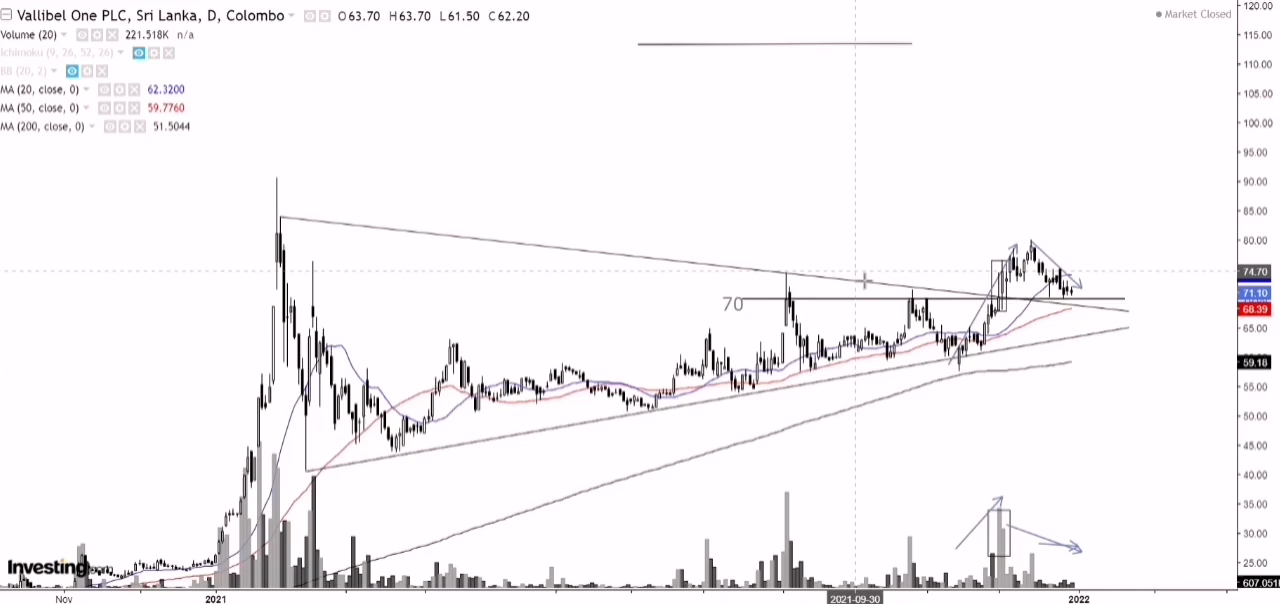 Vallibel One PLC, Sri Lanka, D, Colombo O63.70 H63.70 L61.50 C62.20
Market Closed
Volume (20) 221.518K n/a
Ichimoku (9, 26, 52, 26)
BB (20, 2)
MA (20, close, 0) 62.3200
MA (50, close, 0) 59.7760
MA (200, close, 0) 51.5044
120.00
115.00
110.00
105.00
100.00
95.00
90.00
85.00
80.00
74.70
71.10
70
68.39
65.00
59.18
55.00
50.00
45.00
40.00
35.00
30.00
25.00
Investing
607.051
Nov
2021
2021-09-30
2022